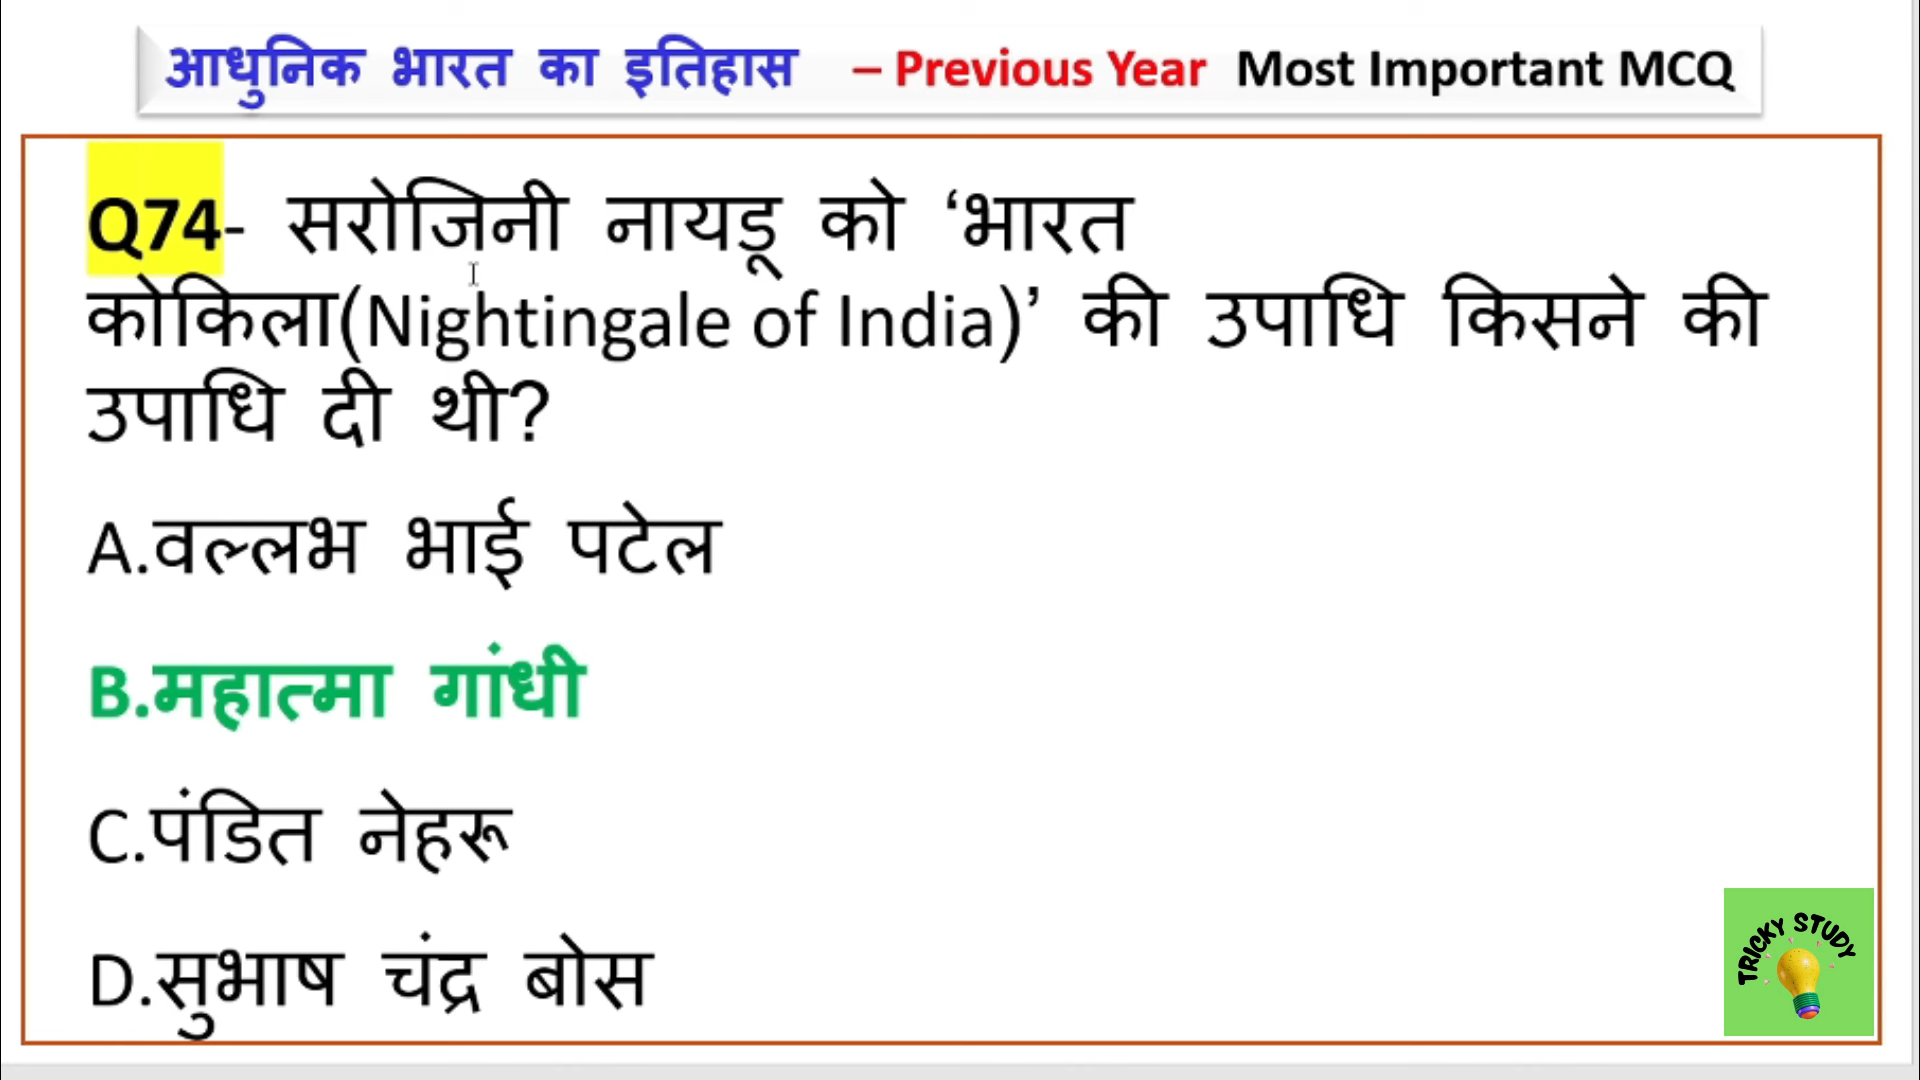 आधुनिक भारत का इतिहास – Previous Year Most Important MCQ
Q74- सरोजिनी नायडू को ‘भारत
कोकिला(Nightingale of India)’ की उपाधि किसने की
उपाधि दी थी?
A.वल्लभ भाई पटेल
B.महात्मा गांधी
C.पंडित नेहरू
D.सुभाष चंद्र बोस
TRICKY STUDY